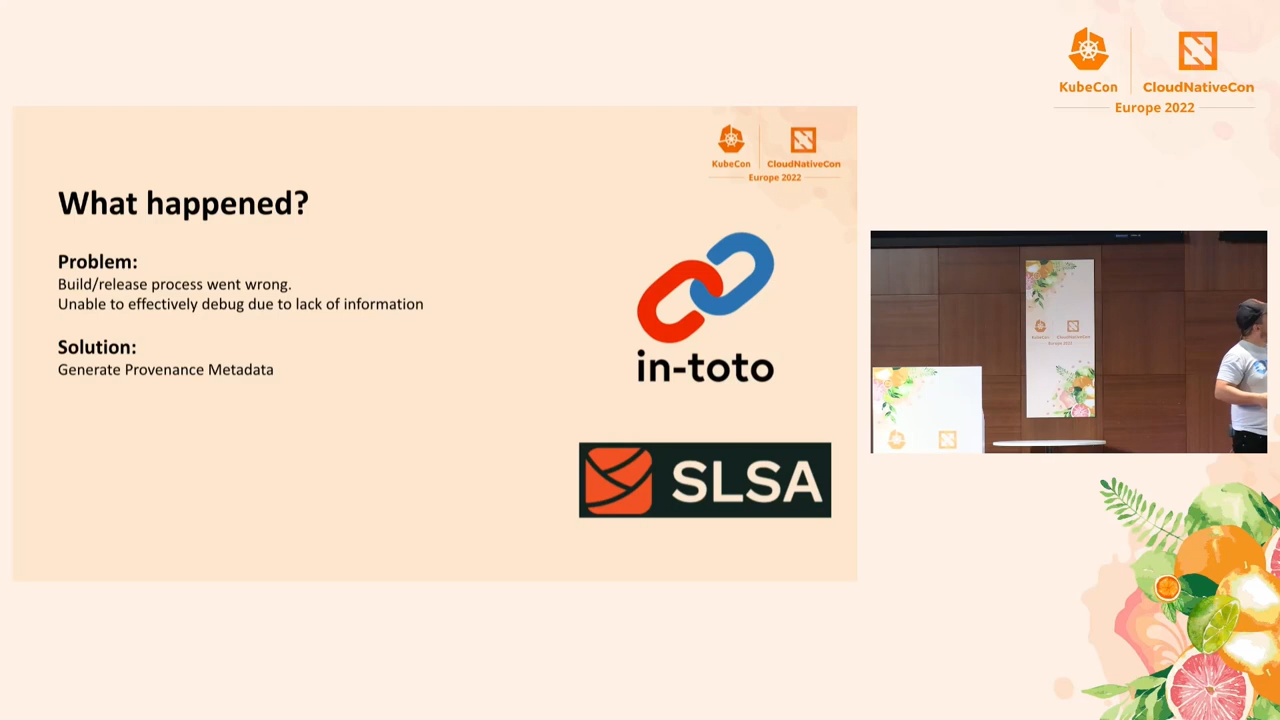 KubeCon
CloudNativeCon
Europe 2022
KubeCon
CloudNativeCon
Europe 2022
What happened?
Problem:
Build/release process went wrong.
Unable to effectively debug due to lack of information
Solution:
Generate Provenance Metadata
in-toto
SLSA